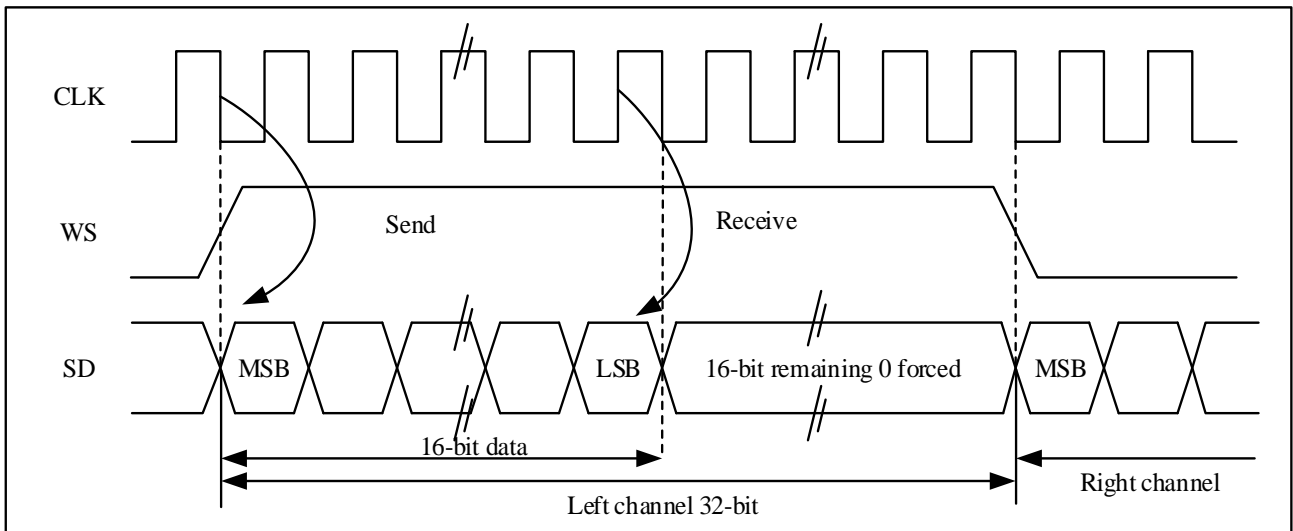 CLK
WS
Send
Receive
SD
MSB
LSB
16-bit remaining 0 forced
MSB
16-bit data
Left channel 32-bit
Right channel